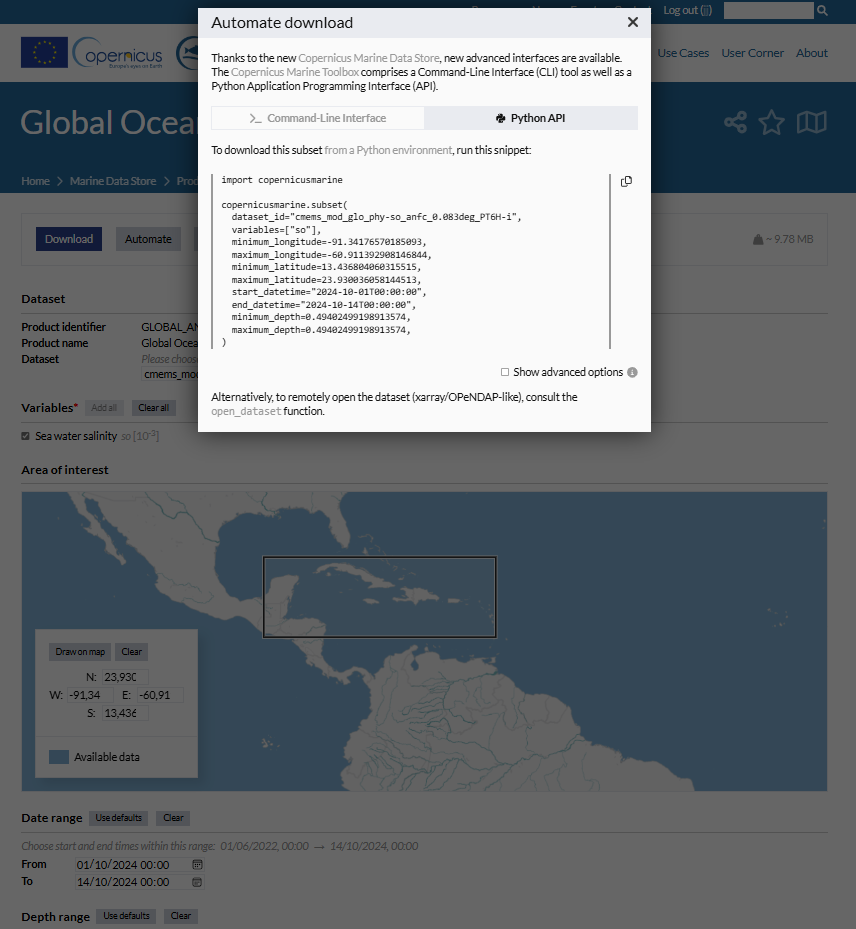 Log out
Automate download
Copernicus
Europe's eyes on Earth
Use Cases User Corner About
Thanks to the new Copernicus Marine Data Store, new advanced interfaces are available.
The Copernicus Marine Toolbox comprises a Command-Line Interface (CLI) tool as well as a
Python Application Programming Interface (API).
Command-Line Interface Python API
Global Ocea
To download this subset from a Python environment, run this snippet:
Home > Marine Data Store > Prod
import copernicusmarine
copernicusmarine.subset(
dataset_id="cmems_mod_glo_phy-so_anfc_0.083deg_PT6H-i",
variables=["so"],
minimum_longitude=-91.34176570185093,
maximum_longitude=-60.911392908146844,
minimum_latitude=13.436804060315515,
maximum_latitude=23.930036058144513,
start_datetime="2024-10-01T00:00:00",
end_datetime="2024-10-14T00:00:00",
minimum_depth=0.49402499198913574,
maximum_depth=0.49402499198913574,
)
Show advanced options
Alternatively, to remotely open the dataset (xarray/OPeNDAP-like), consult the
open_dataset function.
Download Automate
~ 9.78 MB
Dataset
Product identifier GLOBAL_AN
Product name Global Ocea
Dataset Please choos
cmems_mod
Variables* Add all Clear all
Sea water salinity so [10⁻³]
Area of interest
Draw on map Clear
N: 23,930
W: -91,34 E: -60,91
S: 13,436
Available data
Date range Use defaults Clear
Choose start and end times within this range: 01/06/2022, 00:00 → 14/10/2024, 00:00
From 01/10/2024 00:00
To 14/10/2024 00:00
Depth range Use defaults Clear